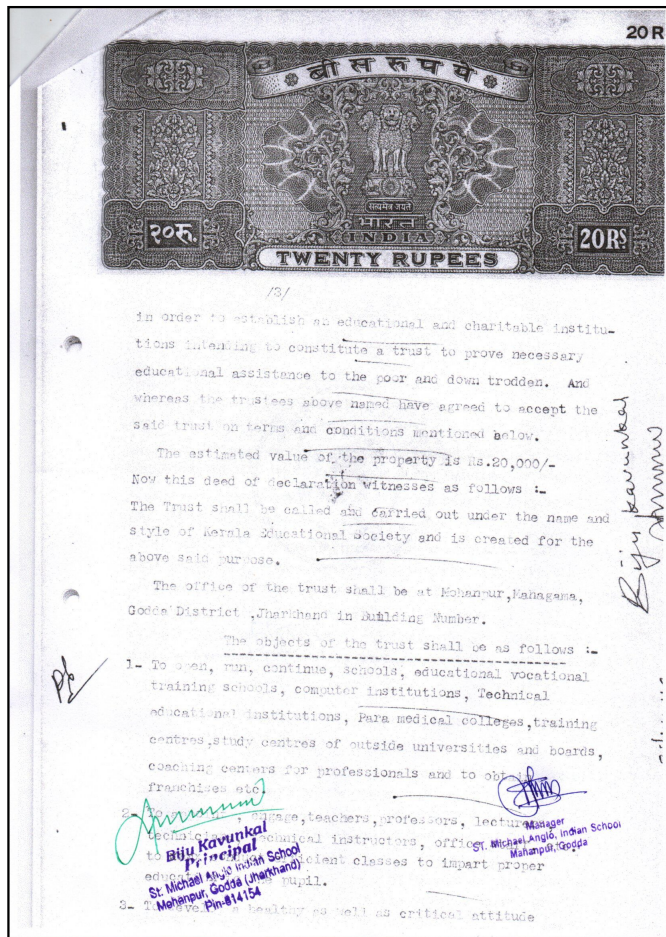 20 R
बीस रुपये
सत्यमेव जयते
भारत
INDIA
२०रु.
20RS
TWENTY RUPEES
/3/
in order to establish an educational and charitable institu-
tions intending to constitute a trust to prove necessary
educational assistance to the poor and down trodden. And
whereas the trustees above named have agreed to accept the
said trust on terms and conditions mentioned below.
The estimated value of the property is Rs.20,000/-
Now this deed of declaration witnesses as follows :-
The Trust shall be called and carried out under the name and
style of Kerala Educational Society and is created for the
above said purpose.
The office of the trust shall be at Mohanpur,Mahagama,
Godda District ,Jharkhand in Building Number.
The objects of the trust shall be as follows :-
1- To open, run, continue, schools, educational vocational
training schools, computer institutions, Technical
educational institutions, Para medical colleges,training
centres,study centres of outside universities and boards,
coaching centers for professionals and to obtain
franchises etc.
2- To engage,teachers,professors, lecturers
technical instructors,
to classes to impart proper
pupil.
3- healthy as well as critical attitude
Biju Kavunkal
Biju Kavunkal
Principal
St. Michael Anglo Indian School
Mohanpur, Godda (Jharkhand)
Pin-814154
Manager
ST. Michael Anglo, Indian School
Mahanpur, Godda